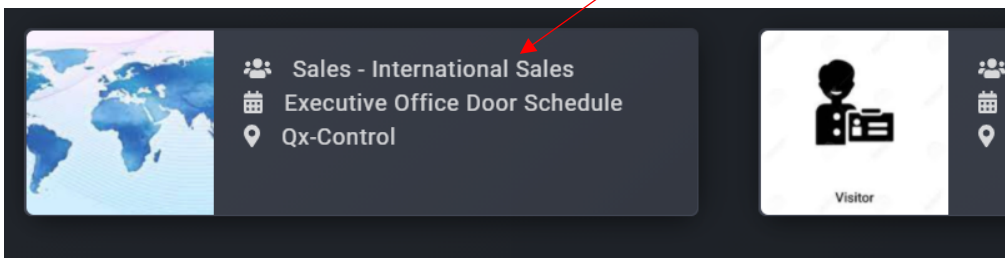 Sales - International Sales
Executive Office Door Schedule
Qx-Control
Visitor